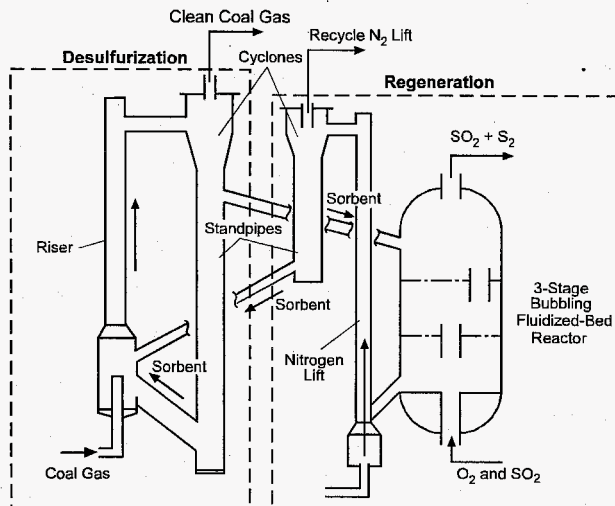 Clean Coal Gas
Recycle N₂ Lift
Desulfurization
Cyclones
Regeneration
SO₂ + S₂
Sorbent
Riser
Standpipes
Sorbent
3-Stage
Bubbling
Fluidized-Bed
Reactor
Sorbent
Nitrogen
Lift
Coal Gas
O₂ and SO₂